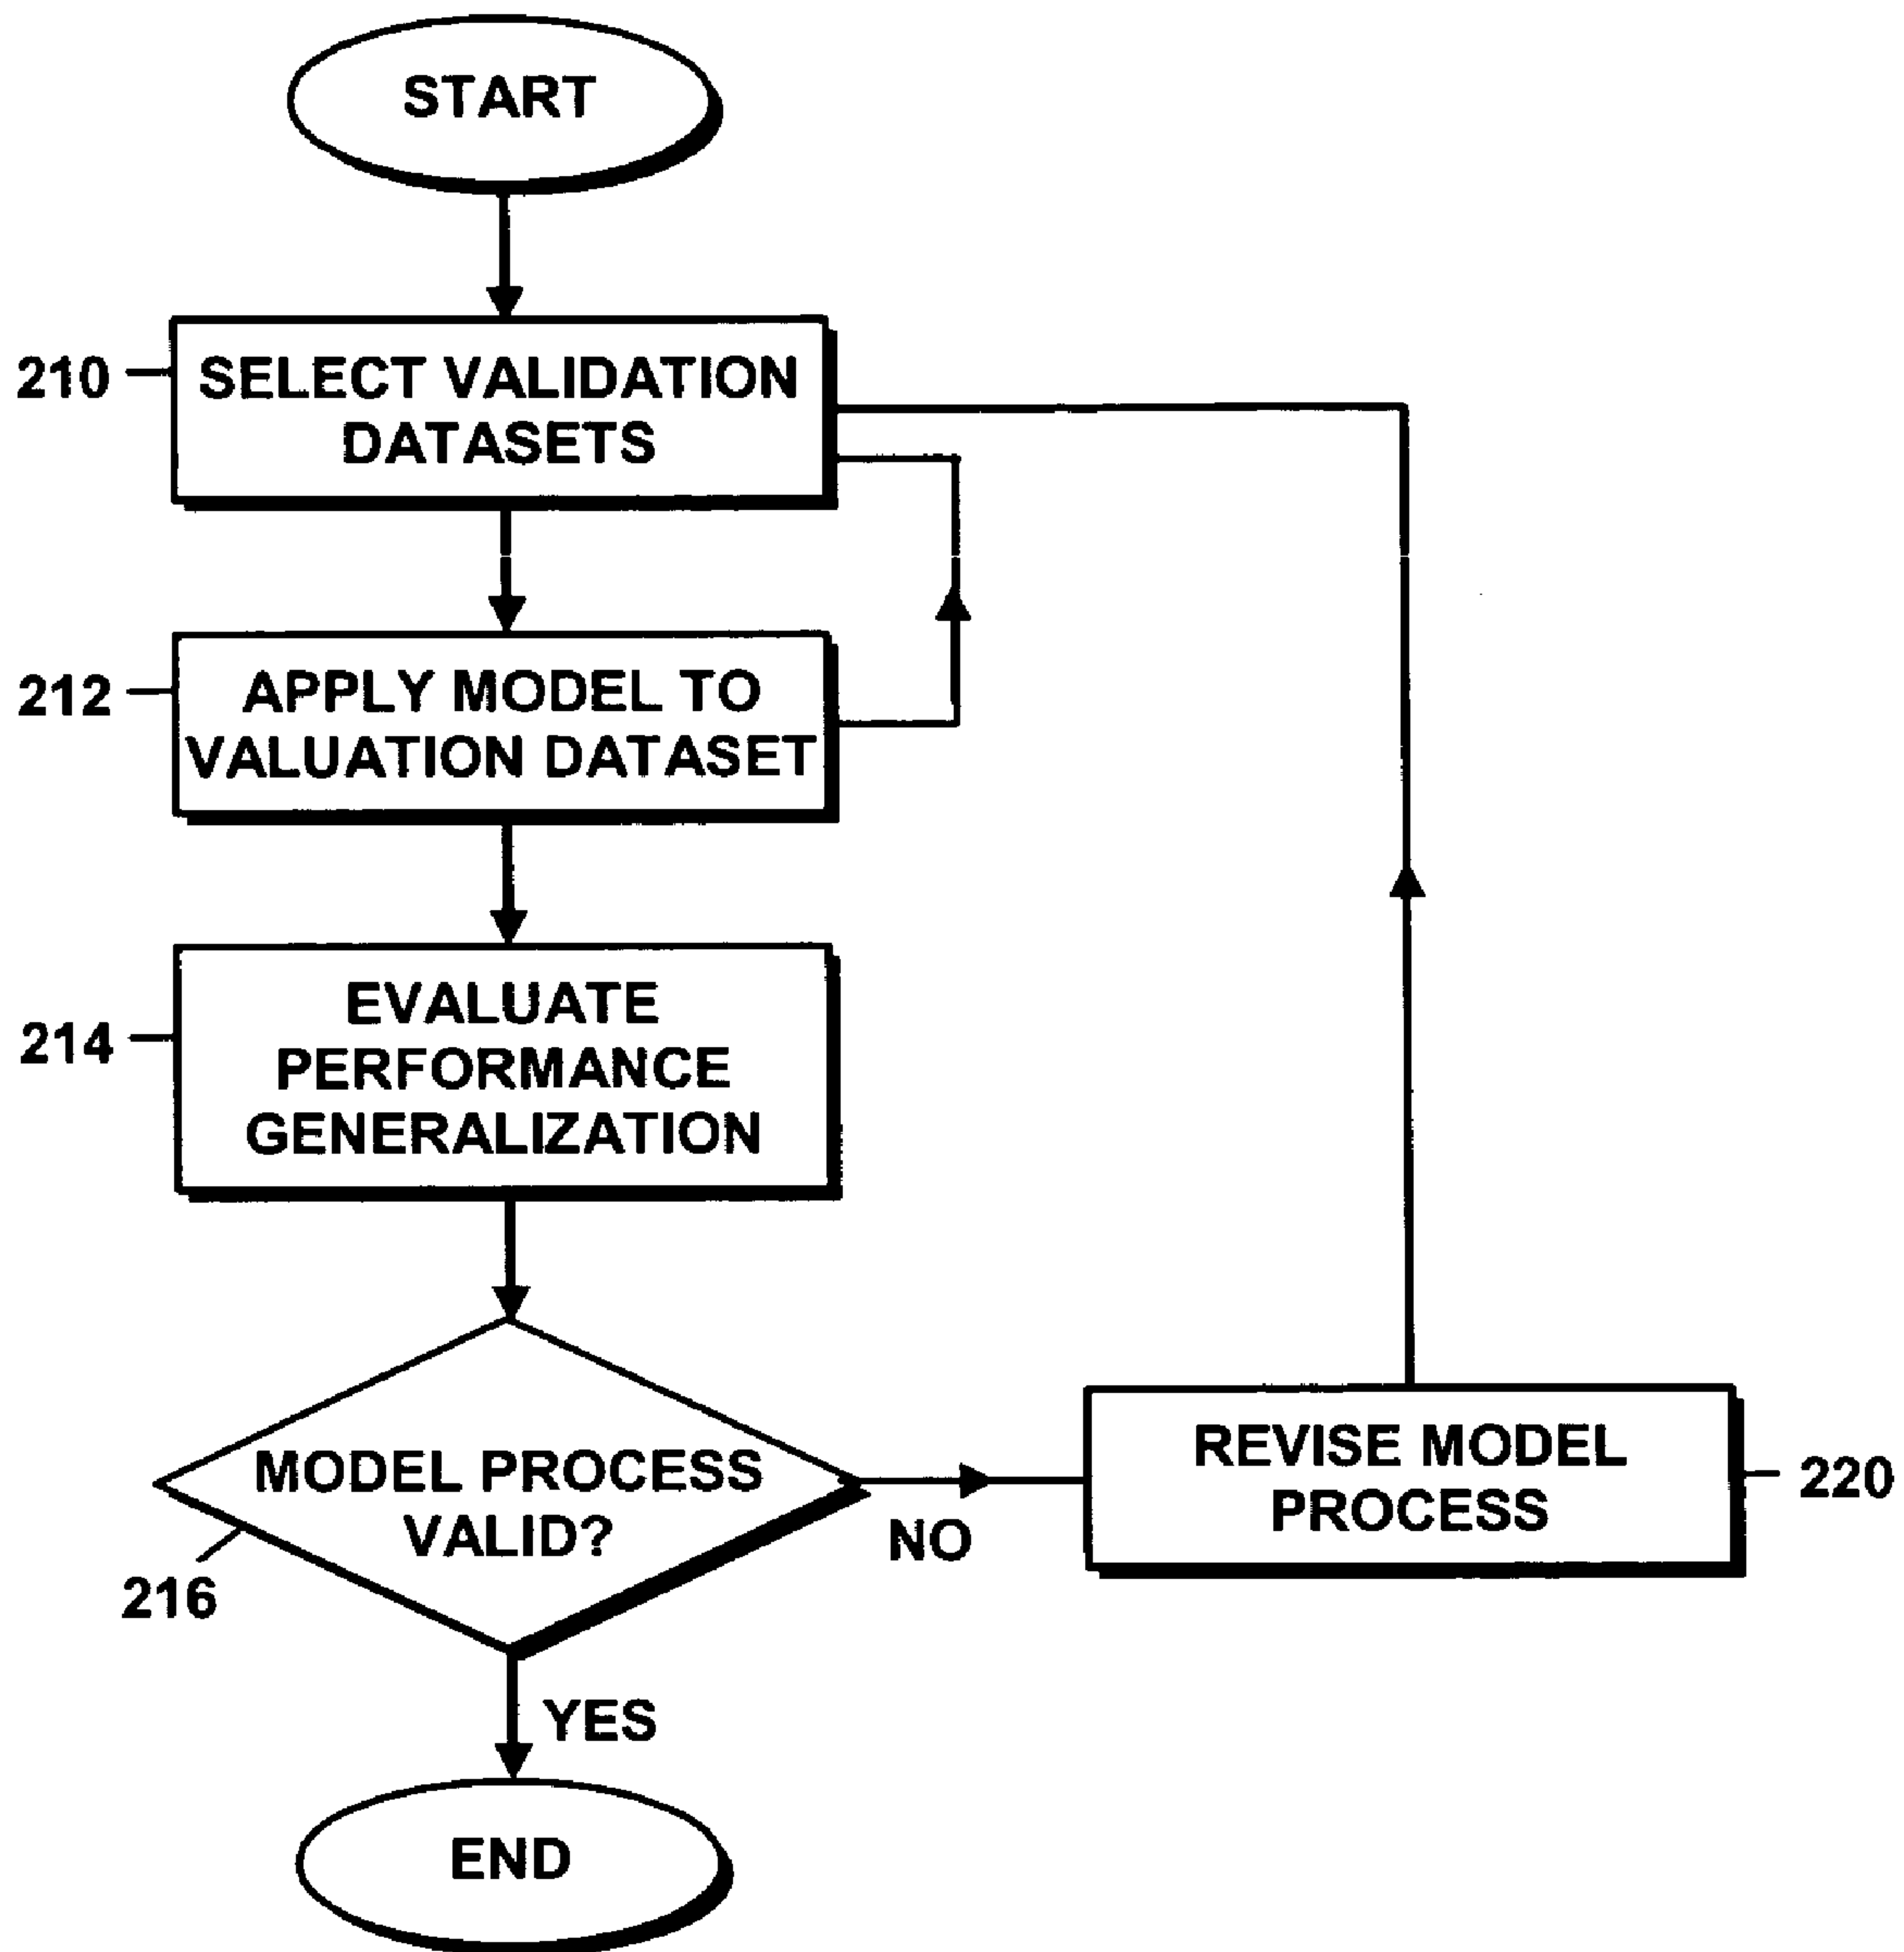 START
210
SELECT VALIDATION
DATASETS
212
APPLY MODEL TO
VALUATION DATASET
214
EVALUATE
PERFORMANCE
GENERALIZATION
MODEL PROCESS
VALID?
216
NO
REVISE MODEL
PROCESS
220
YES
END